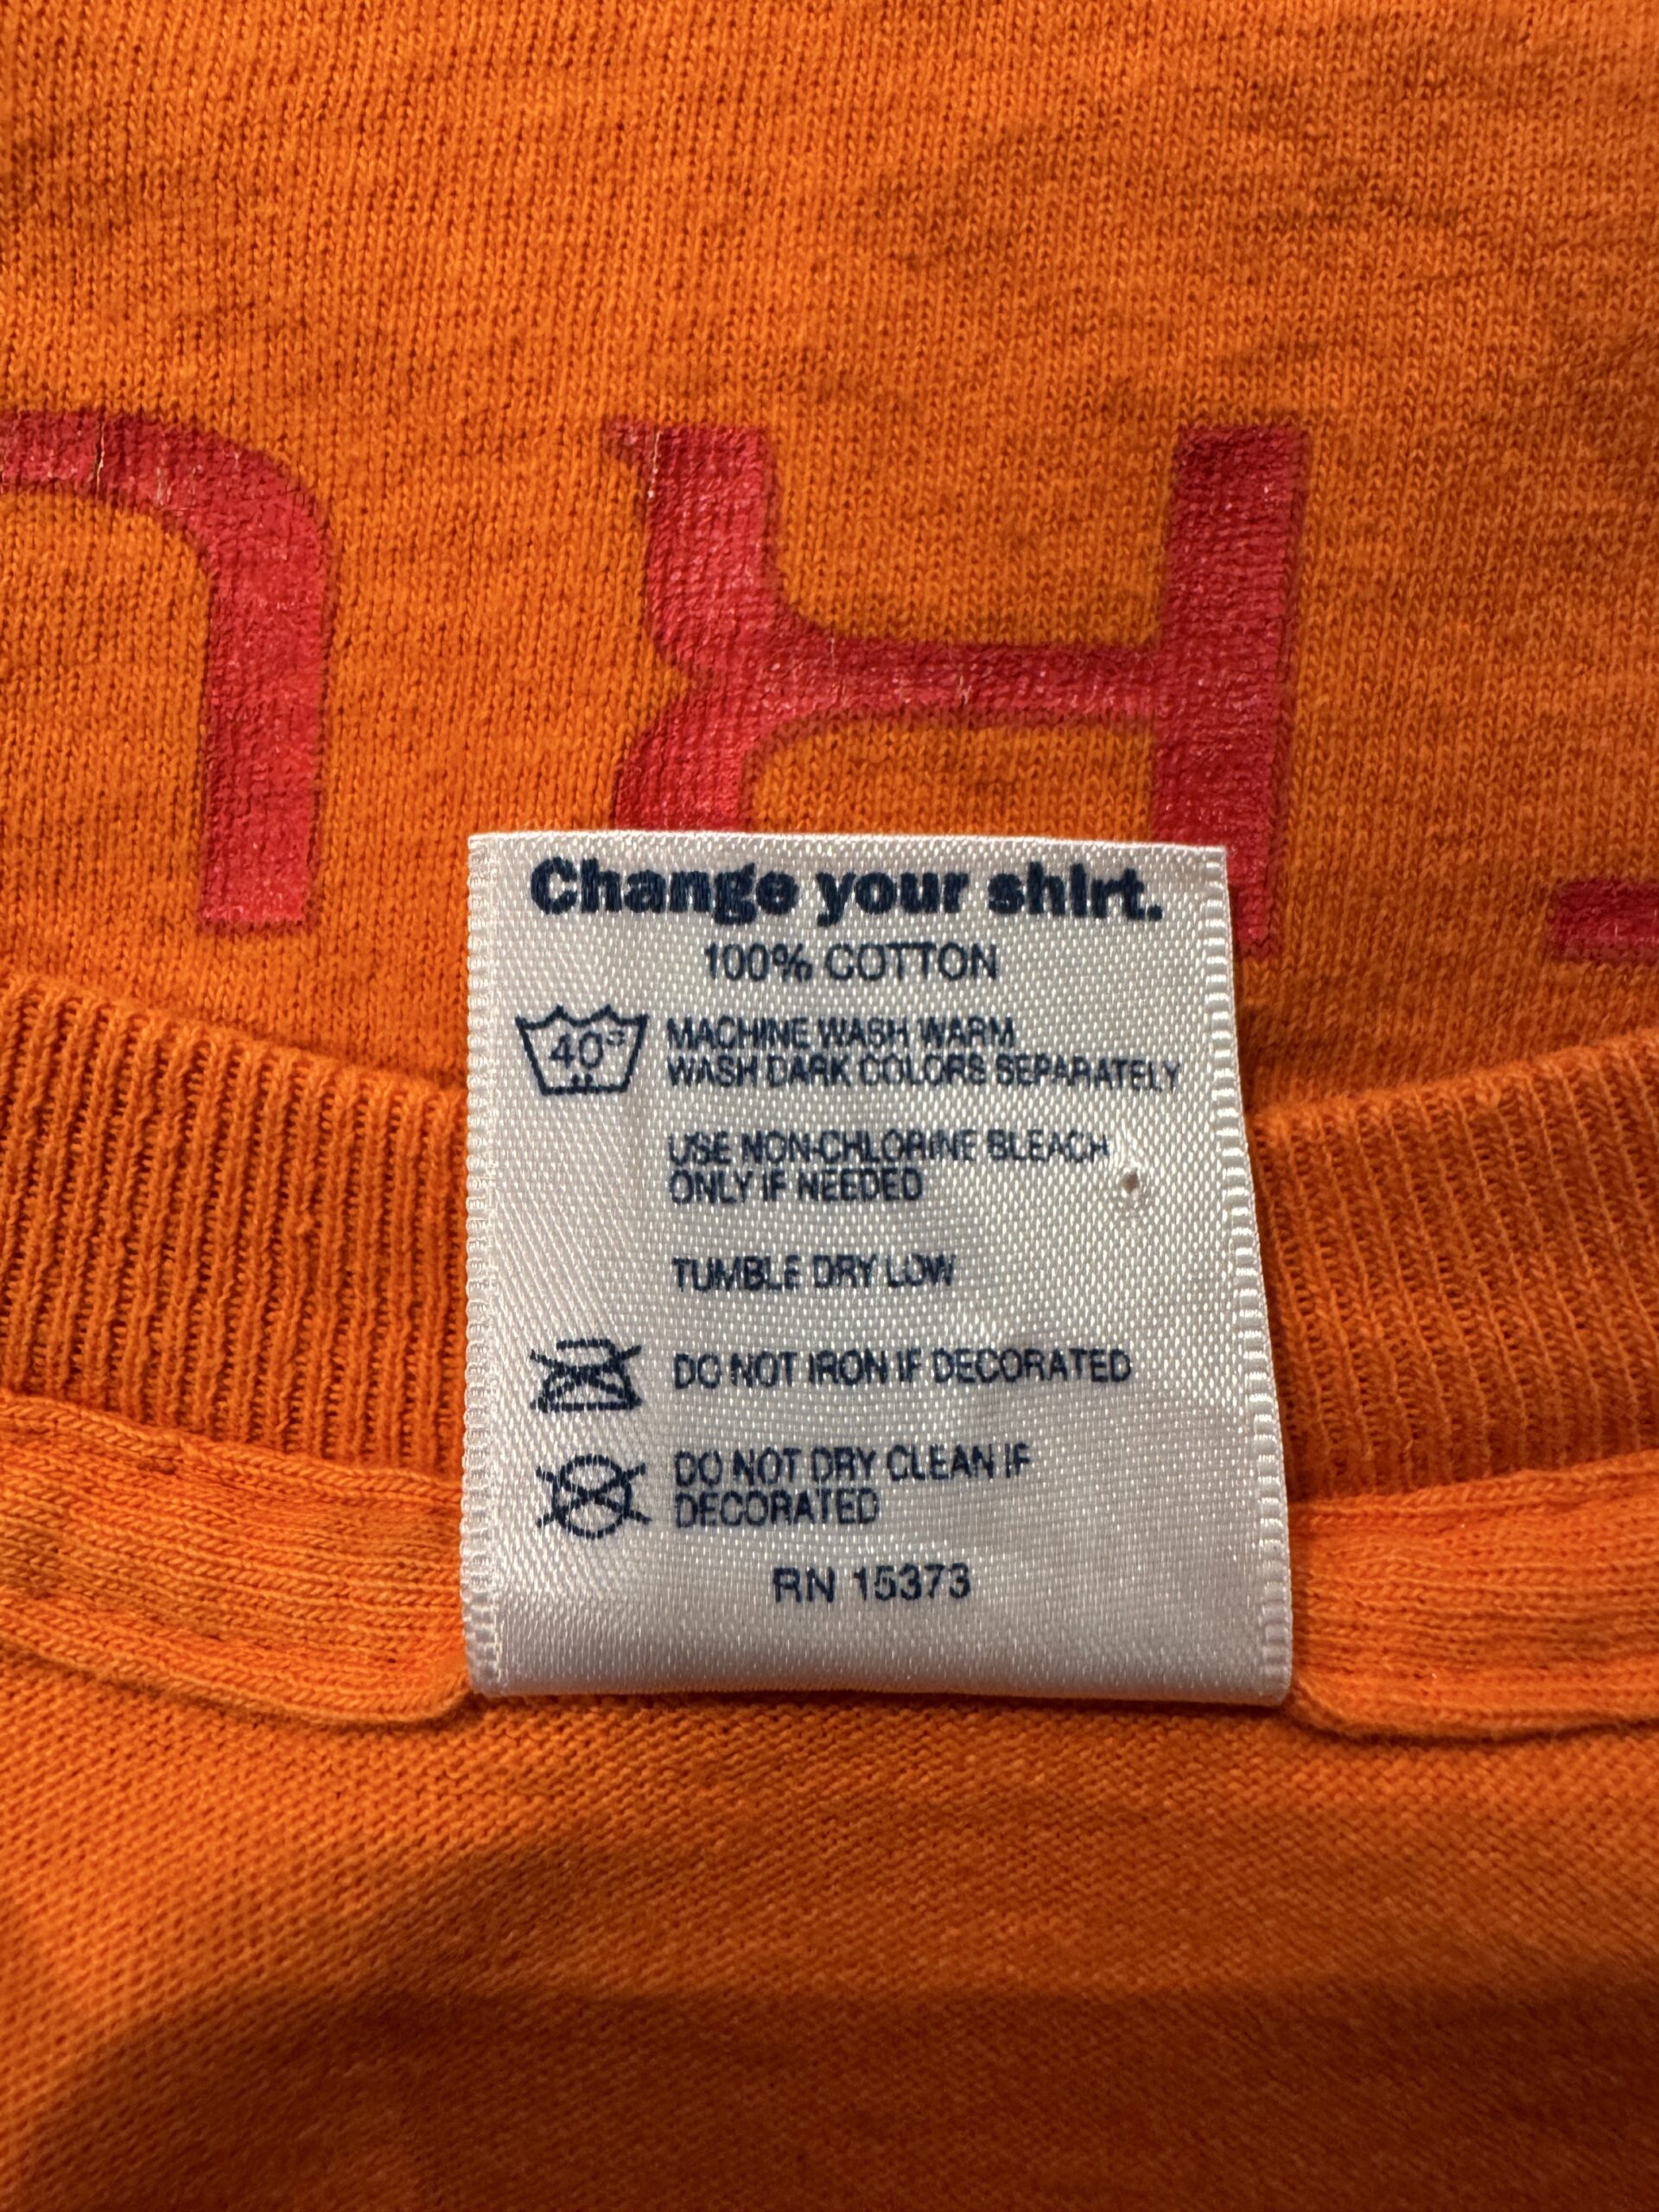 Change your shirt.
100% COTTON
40°
MACHINE WASH WARM
WASH DARK COLORS SEPARATELY
USE NON-CHLORINE BLEACH
ONLY IF NEEDED
TUMBLE DRY LOW
DO NOT IRON IF DECORATED
DO NOT DRY CLEAN IF
DECORATED
RN 15373